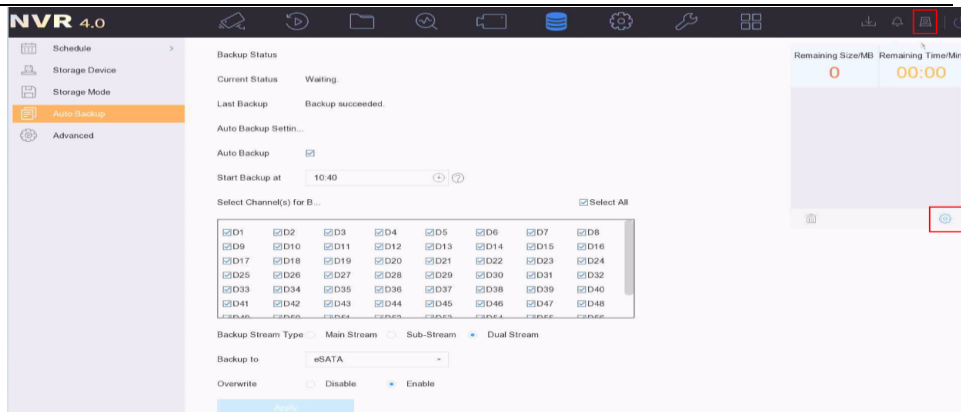 NVR 4.0
Schedule
Storage Device
Storage Mode
Auto Backup
Advanced
Backup Status
Current Status Waiting.
Last Backup Backup succeeded.
Auto Backup Settin...
Auto Backup
Start Backup at 10:40
Select Channel(s) for B... Select All
D1 D2 D3 D4 D5 D6 D7 D8
D9 D10 D11 D12 D13 D14 D15 D16
D17 D18 D19 D20 D21 D22 D23 D24
D25 D26 D27 D28 D29 D30 D31 D32
D33 D34 D35 D36 D37 D38 D39 D40
D41 D42 D43 D44 D45 D46 D47 D48
Backup Stream Type Main Stream Sub-Stream Dual Stream
Backup to eSATA
Overwrite Disable Enable
Apply
Remaining Size/MB Remaining Time/Min
0 00:00